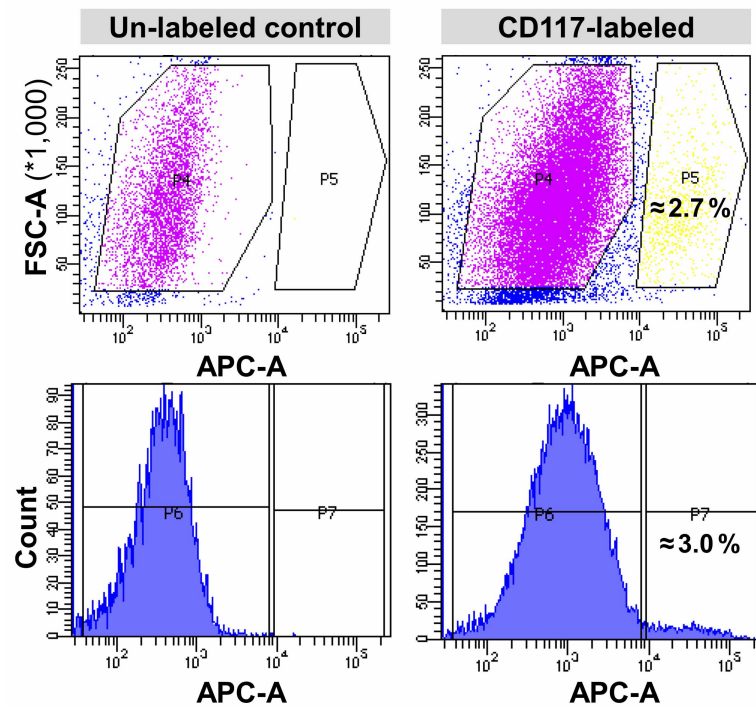 Un-labeled control
CD117-labeled
FSC-A (*1,000)
250
200
150
100
50
P4
P5
10² 10³ 10⁴ 10⁵
APC-A
250
200
150
100
50
P4
P5
≈2.7 %
10² 10³ 10⁴ 10⁵
APC-A
Count
90
80
70
60
50
40
30
20
10
0
P6
P7
10² 10³ 10⁴ 10⁵
APC-A
300
250
200
150
100
50
0
P6
P7
≈3.0 %
10² 10³ 10⁴ 10⁵
APC-A